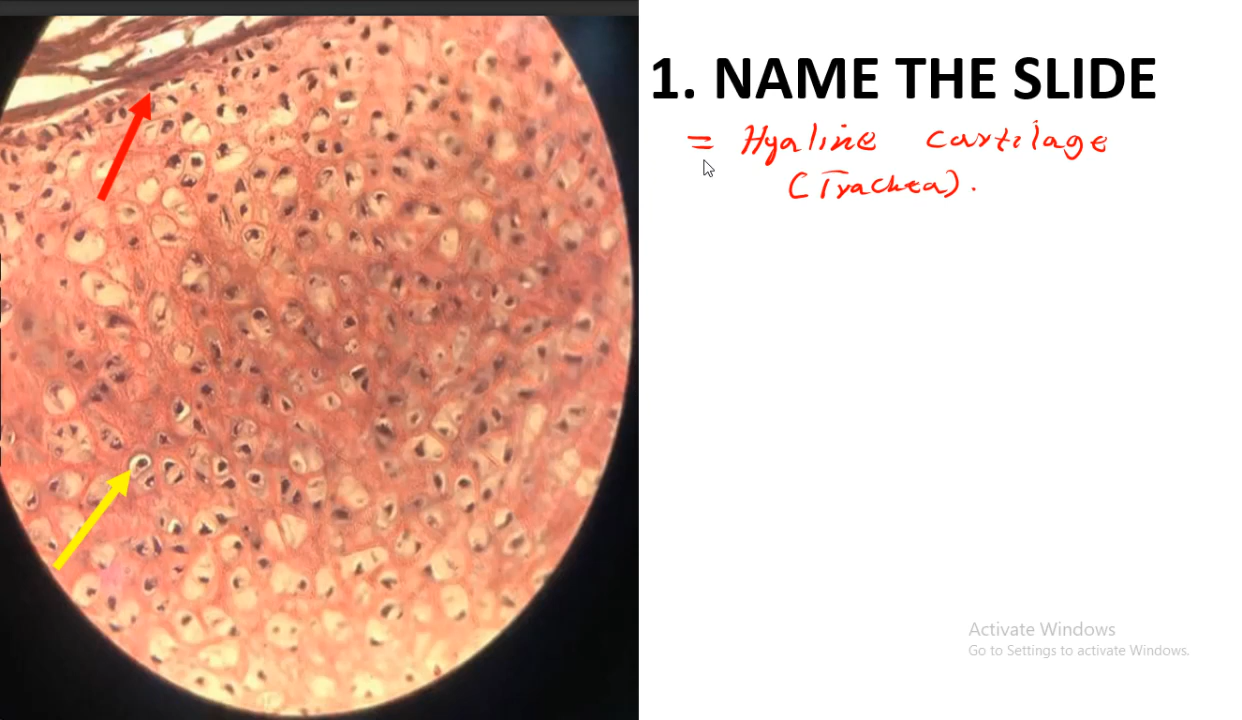 1. NAME THE SLIDE
= Hyaline cartilage
(Trachea).
Activate Windows
Go to Settings to activate Windows.